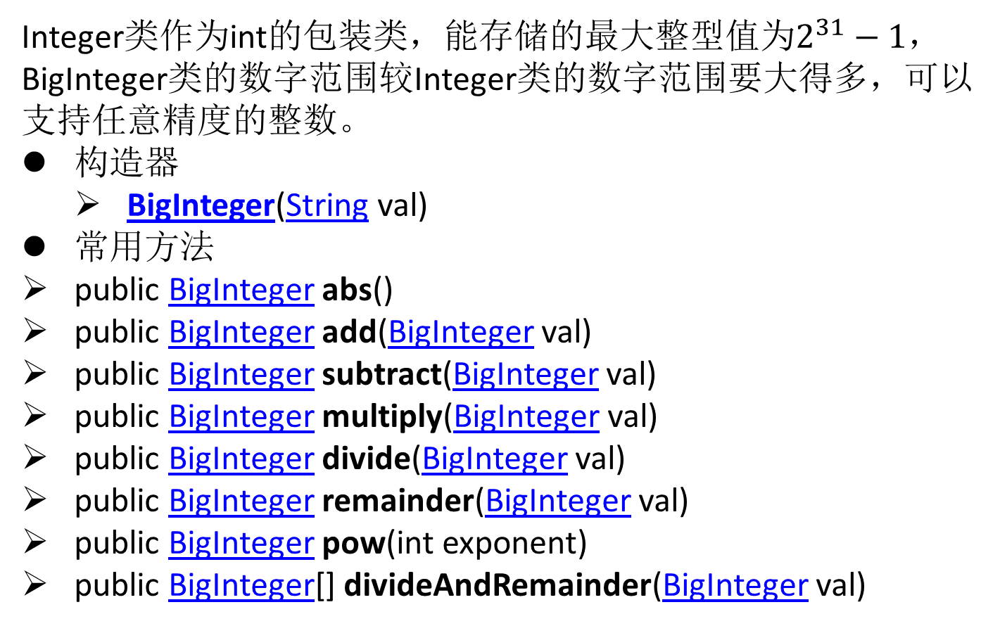 Integer类作为int的包装类，能存储的最大整型值为2³¹ − 1，
BigInteger类的数字范围较Integer类的数字范围要大得多，可以
支持任意精度的整数。
● 构造器
➢ BigInteger(String val)
● 常用方法
➢ public BigInteger abs()
➢ public BigInteger add(BigInteger val)
➢ public BigInteger subtract(BigInteger val)
➢ public BigInteger multiply(BigInteger val)
➢ public BigInteger divide(BigInteger val)
➢ public BigInteger remainder(BigInteger val)
➢ public BigInteger pow(int exponent)
➢ public BigInteger[] divideAndRemainder(BigInteger val)